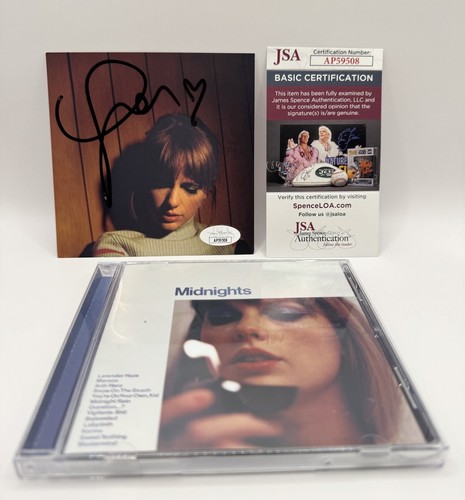 JSA
Certification Number:
AP59508
BASIC CERTIFICATION
This item has been fully examined by
James Spence Authentication, LLC and
it is our considered opinion that the
signature(s) is/are genuine.
Verify this certification by visiting
SpenceLOA.com
Follow us @jsaloa
JSA
James Spence
Authentication
AP59508
Midnights
Lavender Haze
Maroon
Anti-Hero
Snow On The Beach
You're On Your Own, Kid
Midnight Rain
Question...?
Vigilante Shit
Bejeweled
Labyrinth
Karma
Sweet Nothing
Mastermind